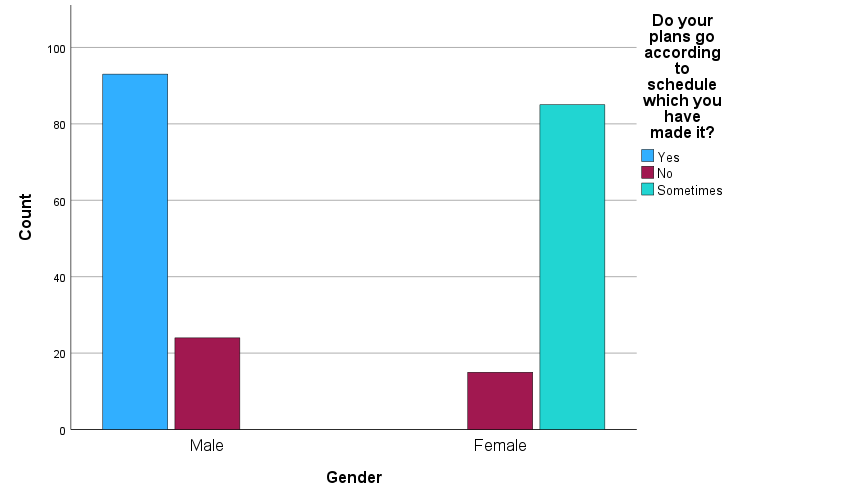 Do your
plans go
according
to
schedule
which you
have
made it?
Yes
No
Sometimes
Count
100
80
60
40
20
0
Male
Female
Gender